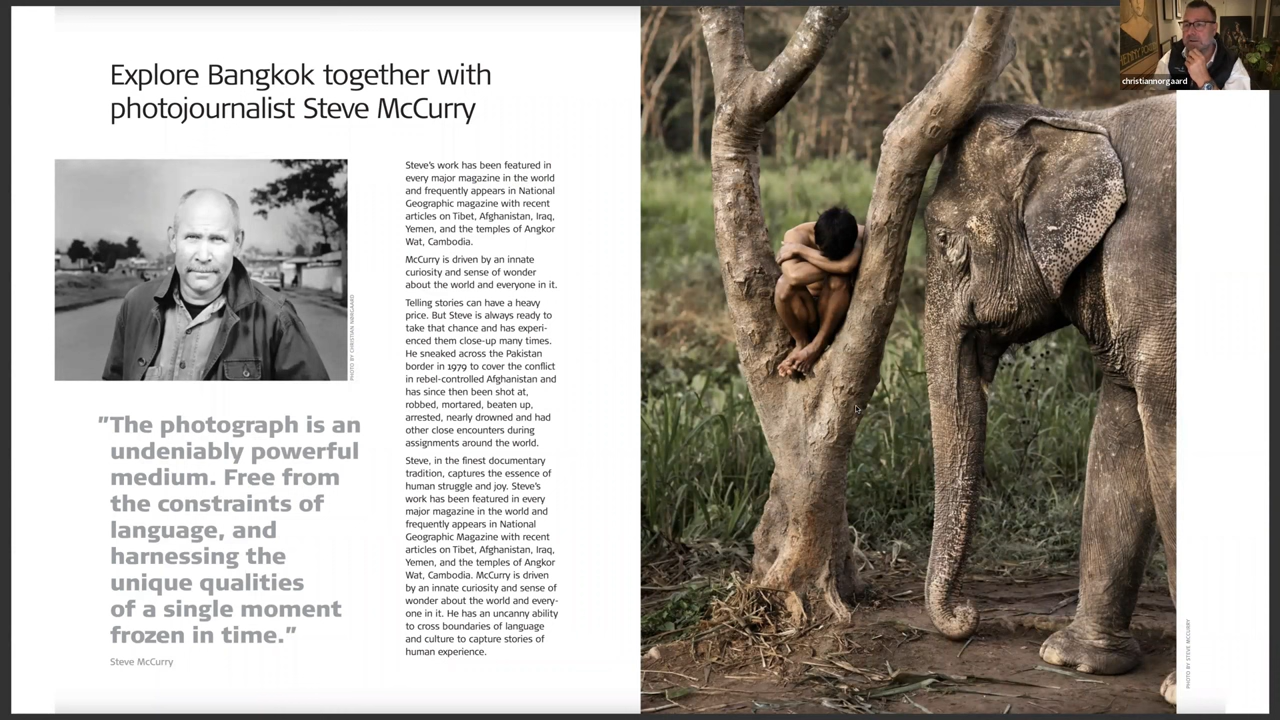 Explore Bangkok together with
photojournalist Steve McCurry
PHOTO BY CHRISTIAN NØRGAARD
"The photograph is an
undeniably powerful
medium. Free from
the constraints of
language, and
harnessing the
unique qualities
of a single moment
frozen in time."
Steve McCurry
Steve's work has been featured in
every major magazine in the world
and frequently appears in National
Geographic magazine with recent
articles on Tibet, Afghanistan, Iraq,
Yemen, and the temples of Angkor
Wat, Cambodia.
McCurry is driven by an innate
curiosity and sense of wonder
about the world and everyone in it.
Telling stories can have a heavy
price. But Steve is always ready to
take that chance and has experi-
enced them close-up many times.
He sneaked across the Pakistan
border in 1979 to cover the conflict
in rebel-controlled Afghanistan and
has since then been shot at,
robbed, mortared, beaten up,
arrested, nearly drowned and had
other close encounters during
assignments around the world.
Steve, in the finest documentary
tradition, captures the essence of
human struggle and joy. Steve's
work has been featured in every
major magazine in the world and
frequently appears in National
Geographic Magazine with recent
articles on Tibet, Afghanistan, Iraq,
Yemen, and the temples of Angkor
Wat, Cambodia. McCurry is driven
by an innate curiosity and sense of
wonder about the world and every-
one in it. He has an uncanny ability
to cross boundaries of language
and culture to capture stories of
human experience.
PHOTO BY STEVE MCCURRY
christiannorgaard